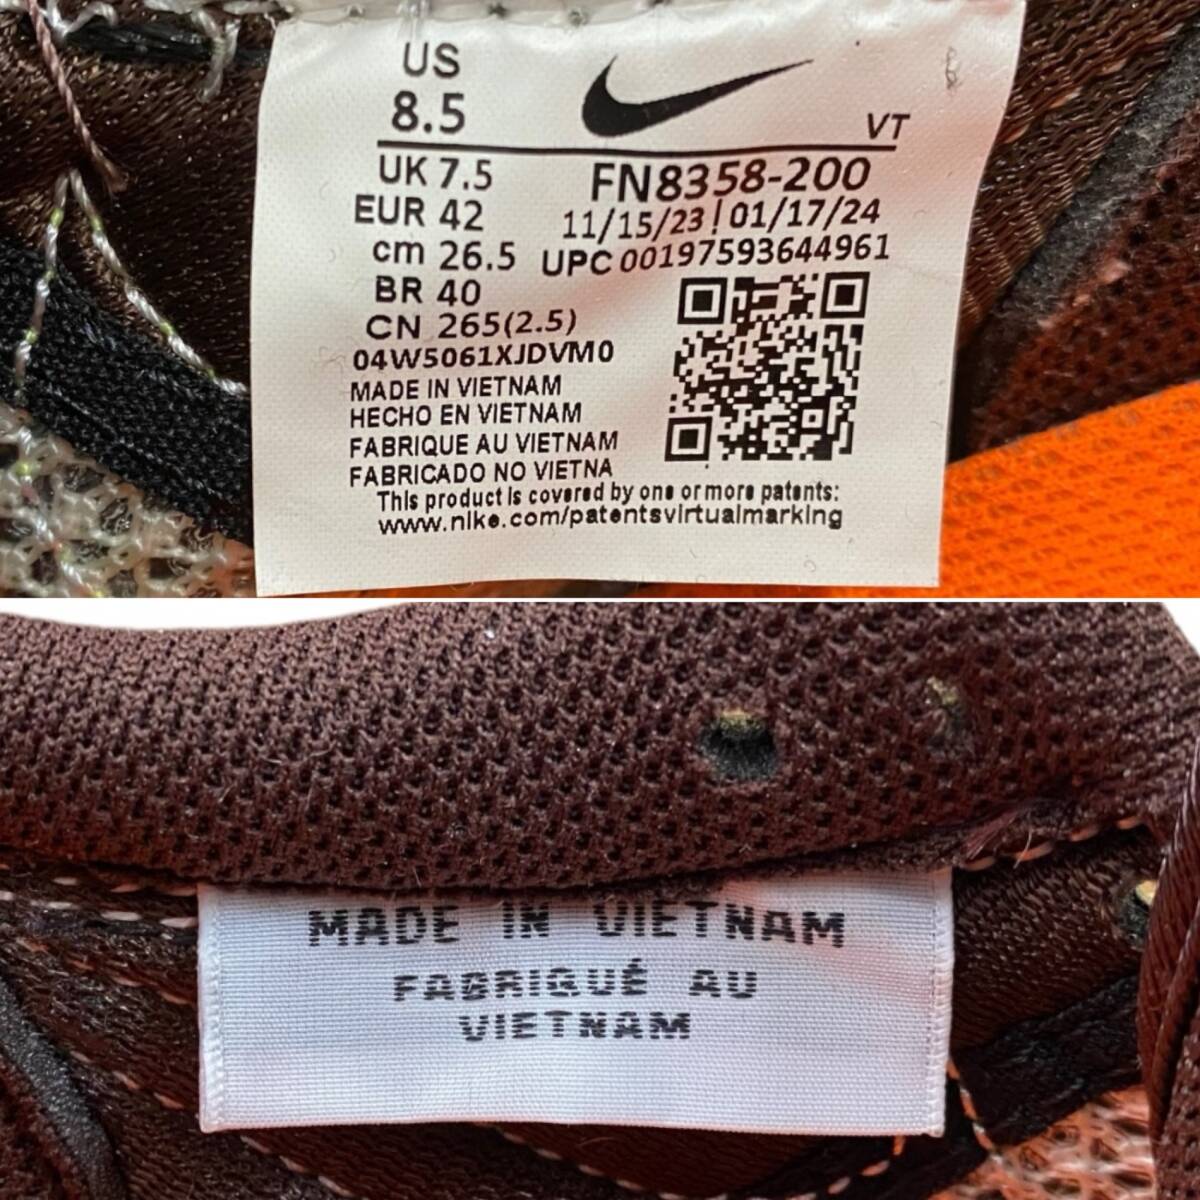 US
8.5
VT
UK 7.5
FN8358-200
EUR 42
11/15/23 | 01/17/24
cm 26.5
UPC 00197593644961
BR 40
CN 265(2.5)
04W5061XJDVM0
MADE IN VIETNAM
HECHO EN VIETNAM
FABRIQUE AU VIETNAM
FABRICADO NO VIETNA
This product is covered by one or more patents:
www.nike.com/patentsvirtualmarking
MADE IN VIETNAM
FABRIQUÉ AU
VIETNAM